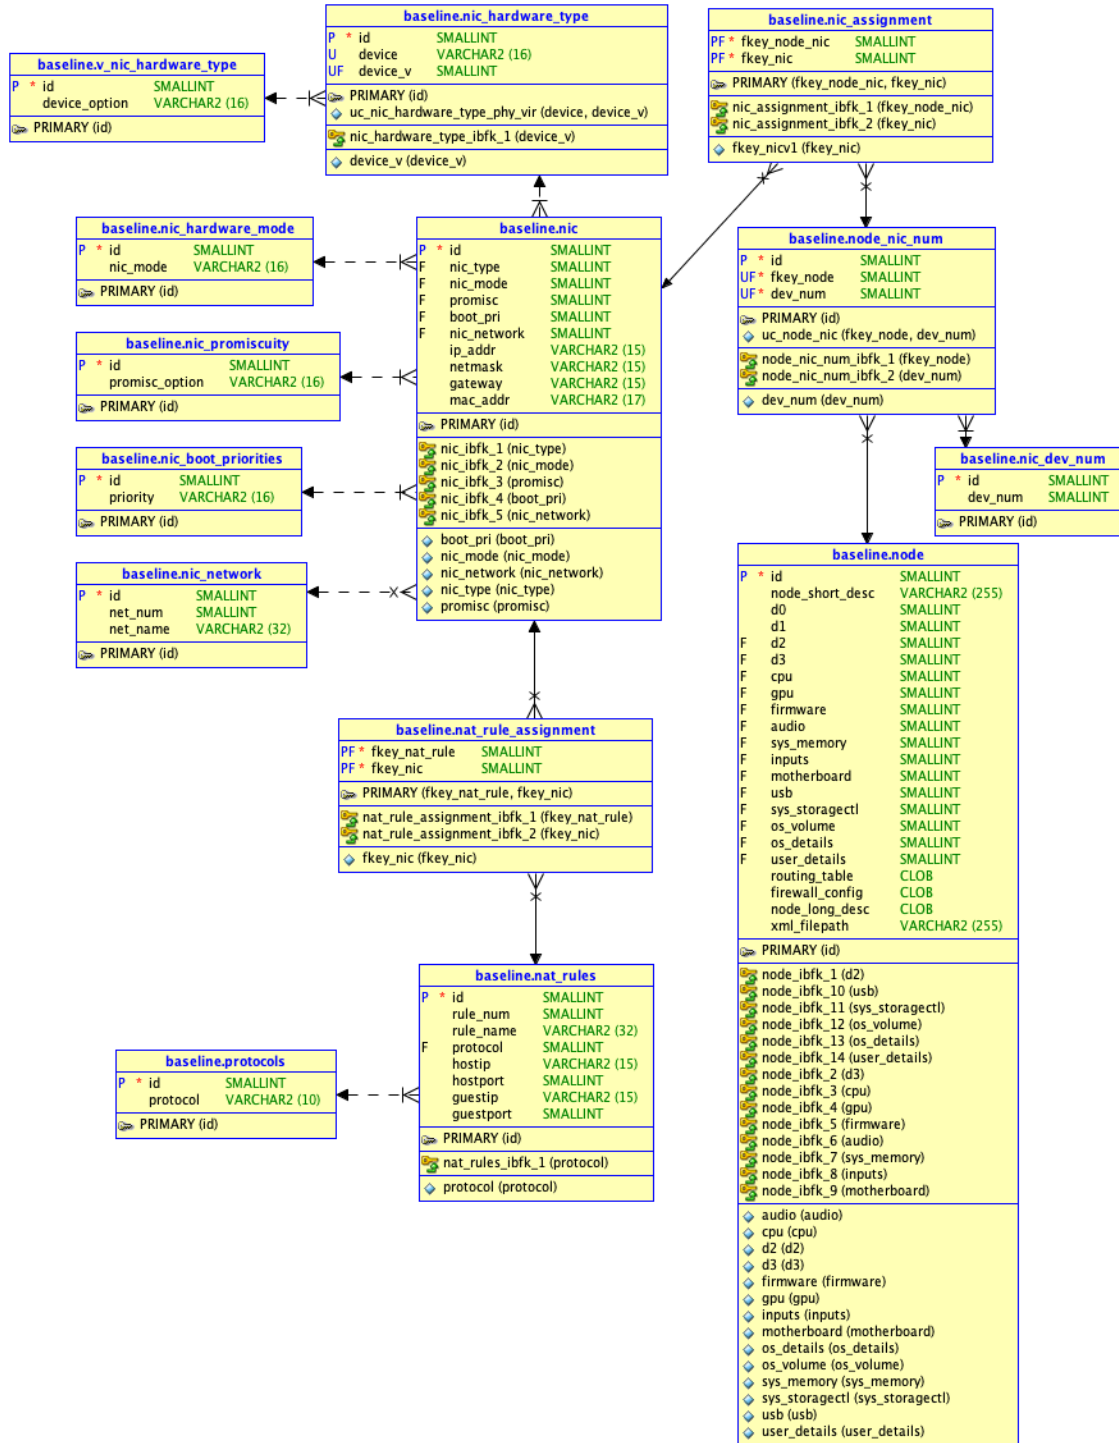 baseline.nic_hardware_type
P * id SMALLINT
U device VARCHAR2 (16)
UF device_v SMALLINT
PRIMARY (id)
uc_nic_hardware_type_phy_vir (device, device_v)
nic_hardware_type_ibfk_1 (device_v)
device_v (device_v)
baseline.nic_assignment
PF * fkey_node_nic SMALLINT
PF * fkey_nic SMALLINT
PRIMARY (fkey_node_nic, fkey_nic)
nic_assignment_ibfk_1 (fkey_node_nic)
nic_assignment_ibfk_2 (fkey_nic)
fkey_nicv1 (fkey_nic)
baseline.v_nic_hardware_type
P * id SMALLINT
device_option VARCHAR2 (16)
PRIMARY (id)
baseline.nic_hardware_mode
P * id SMALLINT
nic_mode VARCHAR2 (16)
PRIMARY (id)
baseline.nic
P * id SMALLINT
F nic_type SMALLINT
F nic_mode SMALLINT
F promisc SMALLINT
F boot_pri SMALLINT
F nic_network SMALLINT
ip_addr VARCHAR2 (15)
netmask VARCHAR2 (15)
gateway VARCHAR2 (15)
mac_addr VARCHAR2 (17)
PRIMARY (id)
nic_ibfk_1 (nic_type)
nic_ibfk_2 (nic_mode)
nic_ibfk_3 (promisc)
nic_ibfk_4 (boot_pri)
nic_ibfk_5 (nic_network)
boot_pri (boot_pri)
nic_mode (nic_mode)
nic_network (nic_network)
nic_type (nic_type)
promisc (promisc)
baseline.node_nic_num
P * id SMALLINT
UF * fkey_node SMALLINT
UF * dev_num SMALLINT
PRIMARY (id)
uc_node_nic (fkey_node, dev_num)
node_nic_num_ibfk_1 (fkey_node)
node_nic_num_ibfk_2 (dev_num)
dev_num (dev_num)
baseline.nic_promiscuity
P * id SMALLINT
promisc_option VARCHAR2 (16)
PRIMARY (id)
baseline.nic_boot_priorities
P * id SMALLINT
priority VARCHAR2 (16)
PRIMARY (id)
baseline.nic_dev_num
P * id SMALLINT
dev_num SMALLINT
PRIMARY (id)
baseline.nic_network
P * id SMALLINT
net_num SMALLINT
net_name VARCHAR2 (32)
PRIMARY (id)
baseline.node
P * id SMALLINT
node_short_desc VARCHAR2 (255)
d0 SMALLINT
d1 SMALLINT
F d2 SMALLINT
F d3 SMALLINT
F cpu SMALLINT
F gpu SMALLINT
F firmware SMALLINT
F audio SMALLINT
F sys_memory SMALLINT
F inputs SMALLINT
F motherboard SMALLINT
F usb SMALLINT
F sys_storagectl SMALLINT
F os_volume SMALLINT
F os_details SMALLINT
F user_details SMALLINT
routing_table CLOB
firewall_config CLOB
node_long_desc CLOB
xml_filepath VARCHAR2 (255)
PRIMARY (id)
node_ibfk_1 (d2)
node_ibfk_10 (usb)
node_ibfk_11 (sys_storagectl)
node_ibfk_12 (os_volume)
node_ibfk_13 (os_details)
node_ibfk_14 (user_details)
node_ibfk_2 (d3)
node_ibfk_3 (cpu)
node_ibfk_4 (gpu)
node_ibfk_5 (firmware)
node_ibfk_6 (audio)
node_ibfk_7 (sys_memory)
node_ibfk_8 (inputs)
node_ibfk_9 (motherboard)
audio (audio)
cpu (cpu)
d2 (d2)
d3 (d3)
firmware (firmware)
gpu (gpu)
inputs (inputs)
motherboard (motherboard)
os_details (os_details)
os_volume (os_volume)
sys_memory (sys_memory)
sys_storagectl (sys_storagectl)
usb (usb)
user_details (user_details)
baseline.nat_rule_assignment
PF * fkey_nat_rule SMALLINT
PF * fkey_nic SMALLINT
PRIMARY (fkey_nat_rule, fkey_nic)
nat_rule_assignment_ibfk_1 (fkey_nat_rule)
nat_rule_assignment_ibfk_2 (fkey_nic)
fkey_nic (fkey_nic)
baseline.nat_rules
P * id SMALLINT
rule_num SMALLINT
rule_name VARCHAR2 (32)
F protocol SMALLINT
hostip VARCHAR2 (15)
hostport SMALLINT
guestip VARCHAR2 (15)
guestport SMALLINT
PRIMARY (id)
nat_rules_ibfk_1 (protocol)
protocol (protocol)
baseline.protocols
P * id SMALLINT
protocol VARCHAR2 (10)
PRIMARY (id)